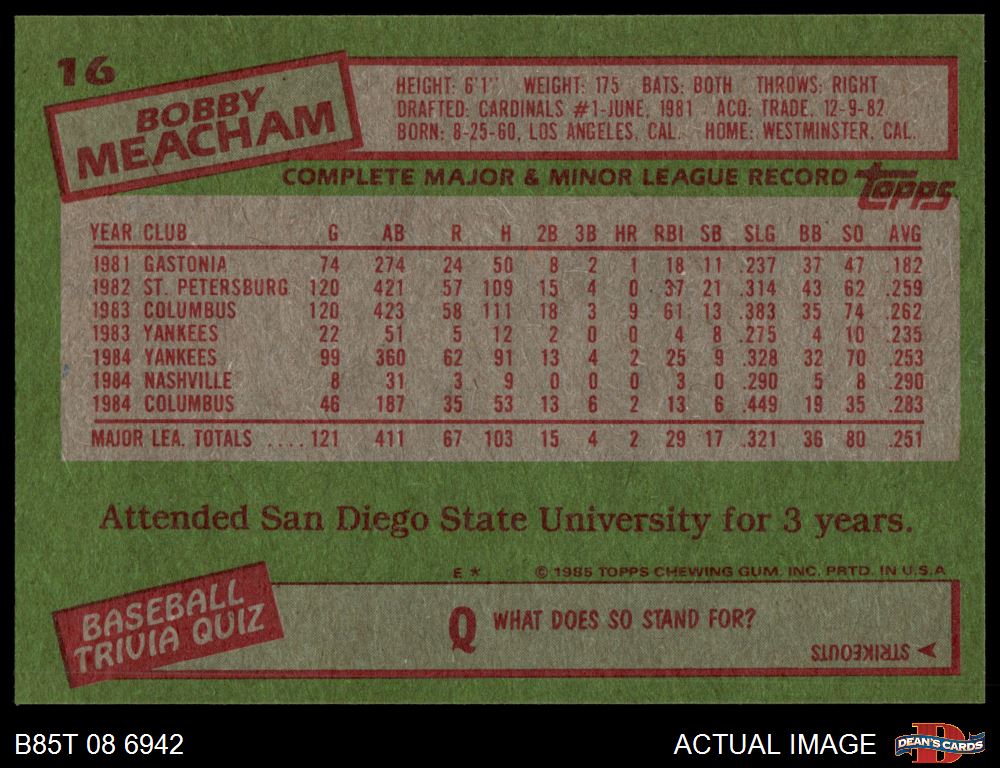 16
BOBBY
MEACHAM
HEIGHT: 6'1" WEIGHT: 175 BATS: BOTH THROWS: RIGHT
DRAFTED: CARDINALS #1-JUNE, 1981 ACQ: TRADE, 12-9-82
BORN: 8-25-60, LOS ANGELES, CAL. HOME: WESTMINSTER, CAL.
COMPLETE MAJOR & MINOR LEAGUE RECORD topps
YEAR CLUB G AB R H 2B 3B HR RBI SB SLG BB SO AVG
1981 GASTONIA 74 274 24 50 8 2 1 18 11 .237 37 47 .182
1982 ST. PETERSBURG 120 421 57 109 15 4 0 37 21 .314 43 62 .259
1983 COLUMBUS 120 423 58 111 18 3 9 61 13 .383 35 74 .262
1983 YANKEES 22 51 5 12 2 0 0 4 8 .275 4 10 .235
1984 YANKEES 99 360 62 91 13 4 2 25 9 .328 32 70 .253
1984 NASHVILLE 8 31 3 9 0 0 0 3 0 .290 5 8 .290
1984 COLUMBUS 46 187 35 53 13 6 2 13 6 .449 19 35 .283
MAJOR LEA. TOTALS ....121 411 67 103 15 4 2 29 17 .321 36 80 .251
Attended San Diego State University for 3 years.
E * © 1985 TOPPS CHEWING GUM, INC. PRTD. IN U.S.A
BASEBALL
TRIVIA QUIZ
Q WHAT DOES SO STAND FOR?
STRIKEOUTS
B85T 08 6942
ACTUAL IMAGE
D
DEAN'S CARDS